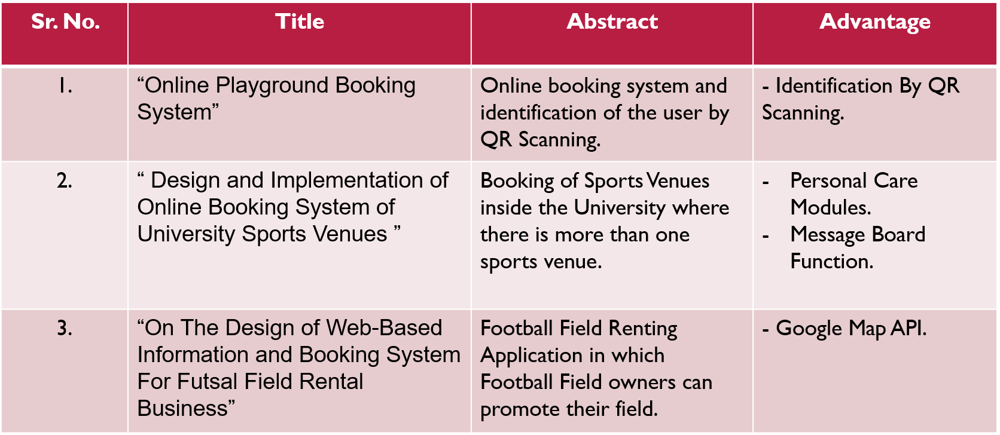 Sr. No.
Title
Abstract
Advantage
1.
“Online Playground Booking
System”
Online booking system and
identification of the user by
QR Scanning.
- Identification By QR
Scanning.
2.
“ Design and Implementation of
Online Booking System of
University Sports Venues ”
Booking of Sports Venues
inside the University where
there is more than one
sports venue.
- Personal Care
Modules.
- Message Board
Function.
3.
“On The Design of Web-Based
Information and Booking System
For Futsal Field Rental
Business”
Football Field Renting
Application in which
Football Field owners can
promote their field.
- Google Map API.